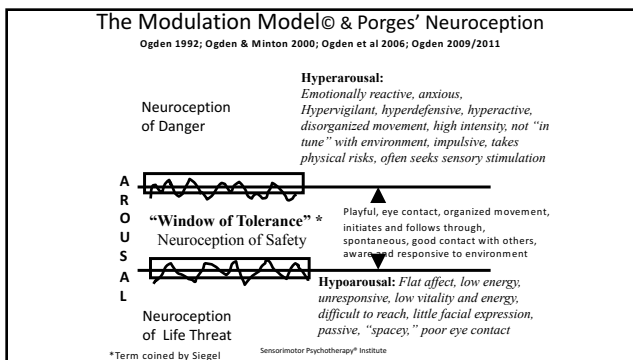 The Modulation Model© & Porges’ Neuroception
Ogden 1992; Ogden & Minton 2000; Ogden et al 2006; Ogden 2009/2011
Neuroception
of Danger
Hyperarousal:
Emotionally reactive, anxious,
Hypervigilant, hyperdefensive, hyperactive,
disorganized movement, high intensity, not “in
tune” with environment, impulsive, takes
physical risks, often seeks sensory stimulation
AROUSAL
“Window of Tolerance” *
Neuroception of Safety
Playful, eye contact, organized movement,
initiates and follows through,
spontaneous, good contact with others,
aware and responsive to environment
Neuroception
of Life Threat
Hypoarousal: Flat affect, low energy,
unresponsive, low vitality and energy,
difficult to reach, little facial expression,
passive, “spacey,” poor eye contact
*Term coined by Siegel
Sensorimotor Psychotherapy® Institute